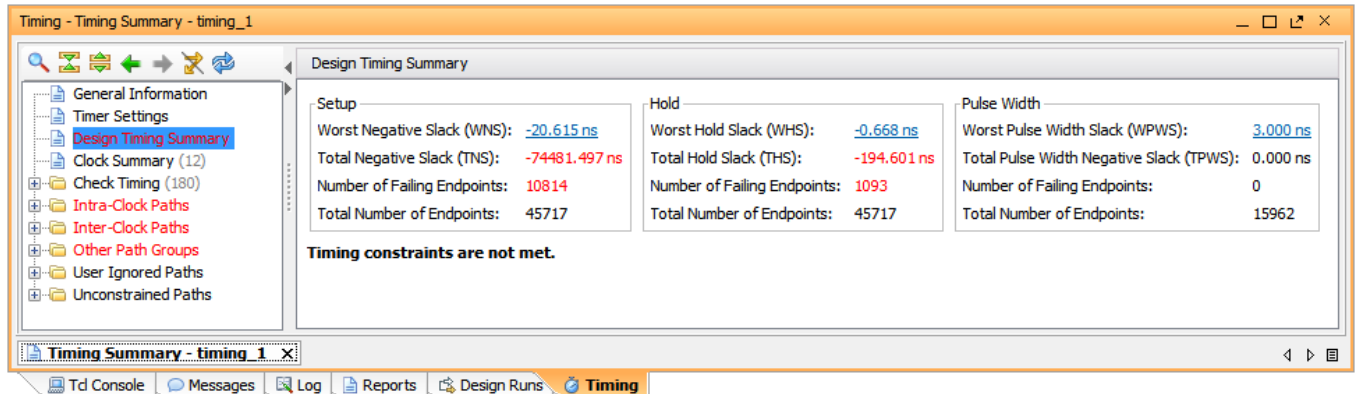 Timing - Timing Summary - timing_1
General Information
Timer Settings
Design Timing Summary
Clock Summary (12)
Check Timing (180)
Intra-Clock Paths
Inter-Clock Paths
Other Path Groups
User Ignored Paths
Unconstrained Paths
Design Timing Summary
Setup
Worst Negative Slack (WNS): -20.615 ns
Total Negative Slack (TNS): -74481.497 ns
Number of Failing Endpoints: 10814
Total Number of Endpoints: 45717
Hold
Worst Hold Slack (WHS): -0.668 ns
Total Hold Slack (THS): -194.601 ns
Number of Failing Endpoints: 1093
Total Number of Endpoints: 45717
Pulse Width
Worst Pulse Width Slack (WPWS): 3.000 ns
Total Pulse Width Negative Slack (TPWS): 0.000 ns
Number of Failing Endpoints: 0
Total Number of Endpoints: 15962
Timing constraints are not met.
Timing Summary - timing_1
Tcl Console Messages Log Reports Design Runs Timing